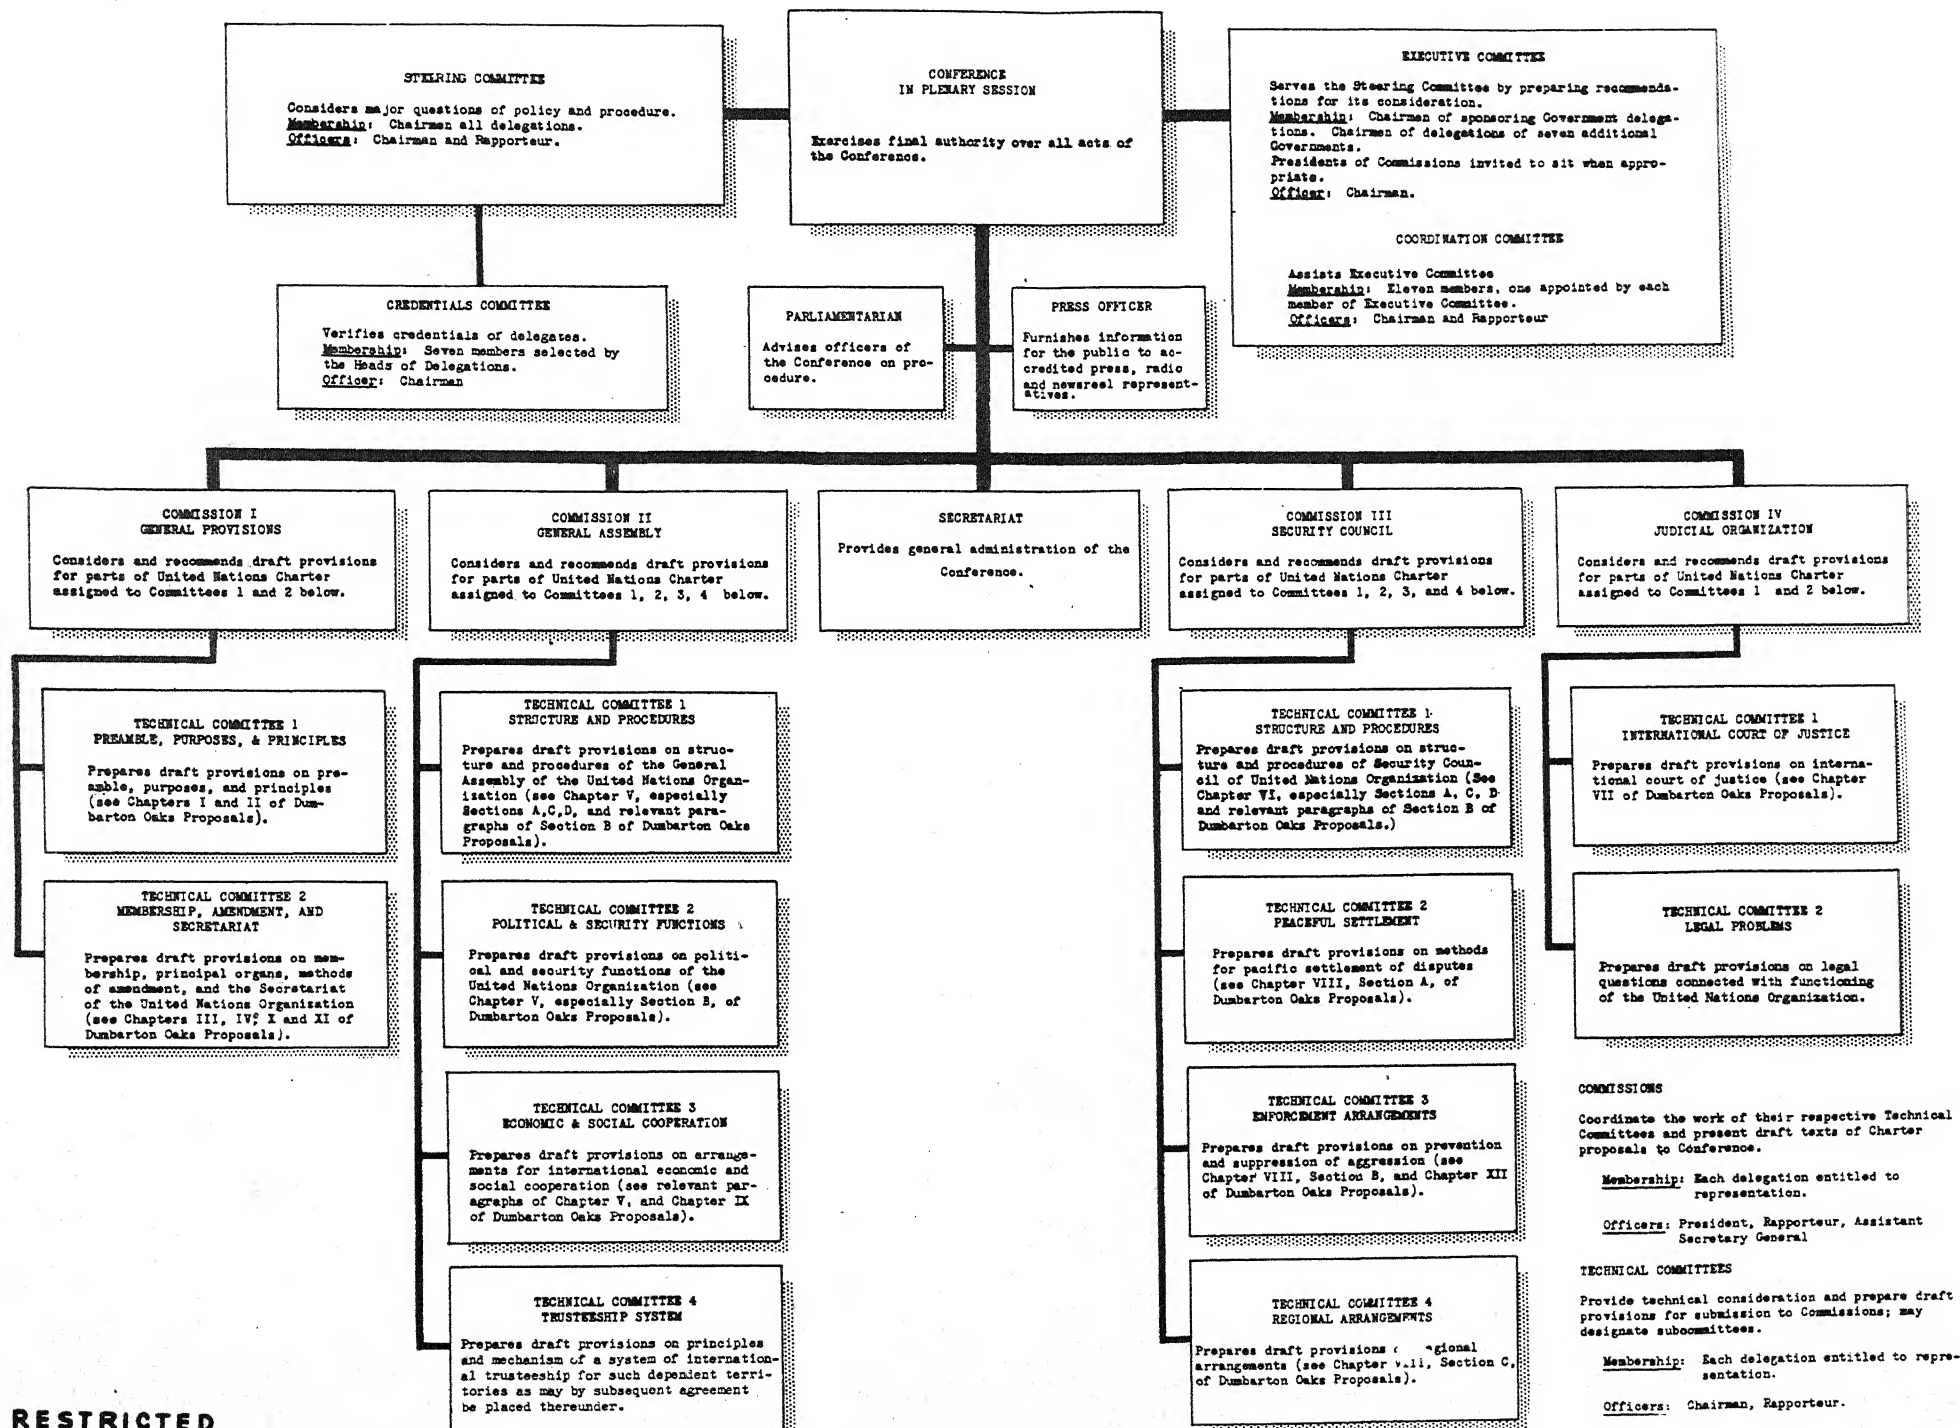 STEERING COMMITTEE
Considers major questions of policy and procedure.
Membership: Chairmen all delegations.
Officers: Chairman and Rapporteur.
CONFERENCE
IN PLENARY SESSION
Exercises final authority over all acts of
the Conference.
EXECUTIVE COMMITTEE
Serves the Steering Committee by preparing recommenda-
tions for its consideration.
Membership: Chairmen of sponsoring Government delega-
tions. Chairmen of delegations of seven additional
Governments.
Presidents of Commissions invited to sit when appro-
priate.
Officer: Chairman.
COORDINATION COMMITTEE
Assists Executive Committee
Membership: Eleven members, one appointed by each
member of Executive Committee.
Officers: Chairman and Rapporteur
CREDENTIALS COMMITTEE
Verifies credentials of delegates.
Membership: Seven members selected by
the Heads of Delegations.
Officer: Chairman
PARLIAMENTARIAN
Advises officers of
the Conference on pro-
cedure.
PRESS OFFICER
Furnishes information
for the public to ac-
credited press, radio
and newsreel represent-
atives.
COMMISSION I
GENERAL PROVISIONS
Considers and recommends draft provisions
for parts of United Nations Charter
assigned to Committees 1 and 2 below.
COMMISSION II
GENERAL ASSEMBLY
Considers and recommends draft provisions
for parts of United Nations Charter
assigned to Committees 1, 2, 3, 4 below.
SECRETARIAT
Provides general administration of the
Conference.
COMMISSION III
SECURITY COUNCIL
Considers and recommends draft provisions
for parts of United Nations Charter
assigned to Committees 1, 2, 3, and 4 below.
COMMISSION IV
JUDICIAL ORGANIZATION
Considers and recommends draft provisions
for parts of United Nations Charter
assigned to Committees 1 and 2 below.
TECHNICAL COMMITTEE 1
PREAMBLE, PURPOSES, & PRINCIPLES
Prepares draft provisions on pre-
amble, purposes, and principles
(see Chapters I and II of Dum-
barton Oaks Proposals).
TECHNICAL COMMITTEE 2
MEMBERSHIP, AMENDMENT, AND
SECRETARIAT
Prepares draft provisions on mem-
bership, principal organs, methods
of amendment, and the Secretariat
of the United Nations Organization
(see Chapters III, IV, X and XI of
Dumbarton Oaks Proposals).
TECHNICAL COMMITTEE 1
STRUCTURE AND PROCEDURES
Prepares draft provisions on struc-
ture and procedures of the General
Assembly of the United Nations Organ-
ization (see Chapter V, especially
Sections A,C,D, and relevant para-
graphs of Section B of Dumbarton Oaks
Proposals).
TECHNICAL COMMITTEE 2
POLITICAL & SECURITY FUNCTIONS
Prepares draft provisions on politi-
cal and security functions of the
United Nations Organization (see
Chapter V, especially Section B, of
Dumbarton Oaks Proposals).
TECHNICAL COMMITTEE 3
ECONOMIC & SOCIAL COOPERATION
Prepares draft provisions on arrange-
ments for international economic and
social cooperation (see relevant par-
agraphs of Chapter V, and Chapter IX
of Dumbarton Oaks Proposals).
TECHNICAL COMMITTEE 4
TRUSTEESHIP SYSTEM
Prepares draft provisions on principles
and mechanism of a system of internation-
al trusteeship for such dependent terri-
tories as may by subsequent agreement
be placed thereunder.
TECHNICAL COMMITTEE 1
STRUCTURE AND PROCEDURES
Prepares draft provisions on struc-
ture and procedures of Security Coun-
cil of United Nations Organization (See
Chapter VI, especially Sections A, C, D
and relevant paragraphs of Section B of
Dumbarton Oaks Proposals.)
TECHNICAL COMMITTEE 2
PEACEFUL SETTLEMENT
Prepares draft provisions on methods
for pacific settlement of disputes
(see Chapter VIII, Section A, of
Dumbarton Oaks Proposals).
TECHNICAL COMMITTEE 3
ENFORCEMENT ARRANGEMENTS
Prepares draft provisions on prevention
and suppression of aggression (see
Chapter VIII, Section B, and Chapter XII
of Dumbarton Oaks Proposals).
TECHNICAL COMMITTEE 4
REGIONAL ARRANGEMENTS
Prepares draft provisions
arrangements (see Chapter Section C,
of Dumbarton Oaks Proposals).
TECHNICAL COMMITTEE 1
INTERNATIONAL COURT OF JUSTICE
Prepares draft provisions on interna-
tional court of justice (see Chapter
VII of Dumbarton Oaks Proposals).
TECHNICAL COMMITTEE 2
LEGAL PROBLEMS
Prepares draft provisions on legal
questions connected with functioning
of the United Nations Organization.
COMMISSIONS
Coordinate the work of their respective Technical
Committees and present draft texts of Charter
proposals to Conference.
Membership: Each delegation entitled to
representation.
Officers: President, Rapporteur, Assistant
Secretary General
TECHNICAL COMMITTEES
Provide technical consideration and prepare draft
provisions for submission to Commissions; may
designate subcommittees.
Membership: Each delegation entitled to repre-
sentation.
Officers: Chairman, Rapporteur.
RESTRICTED